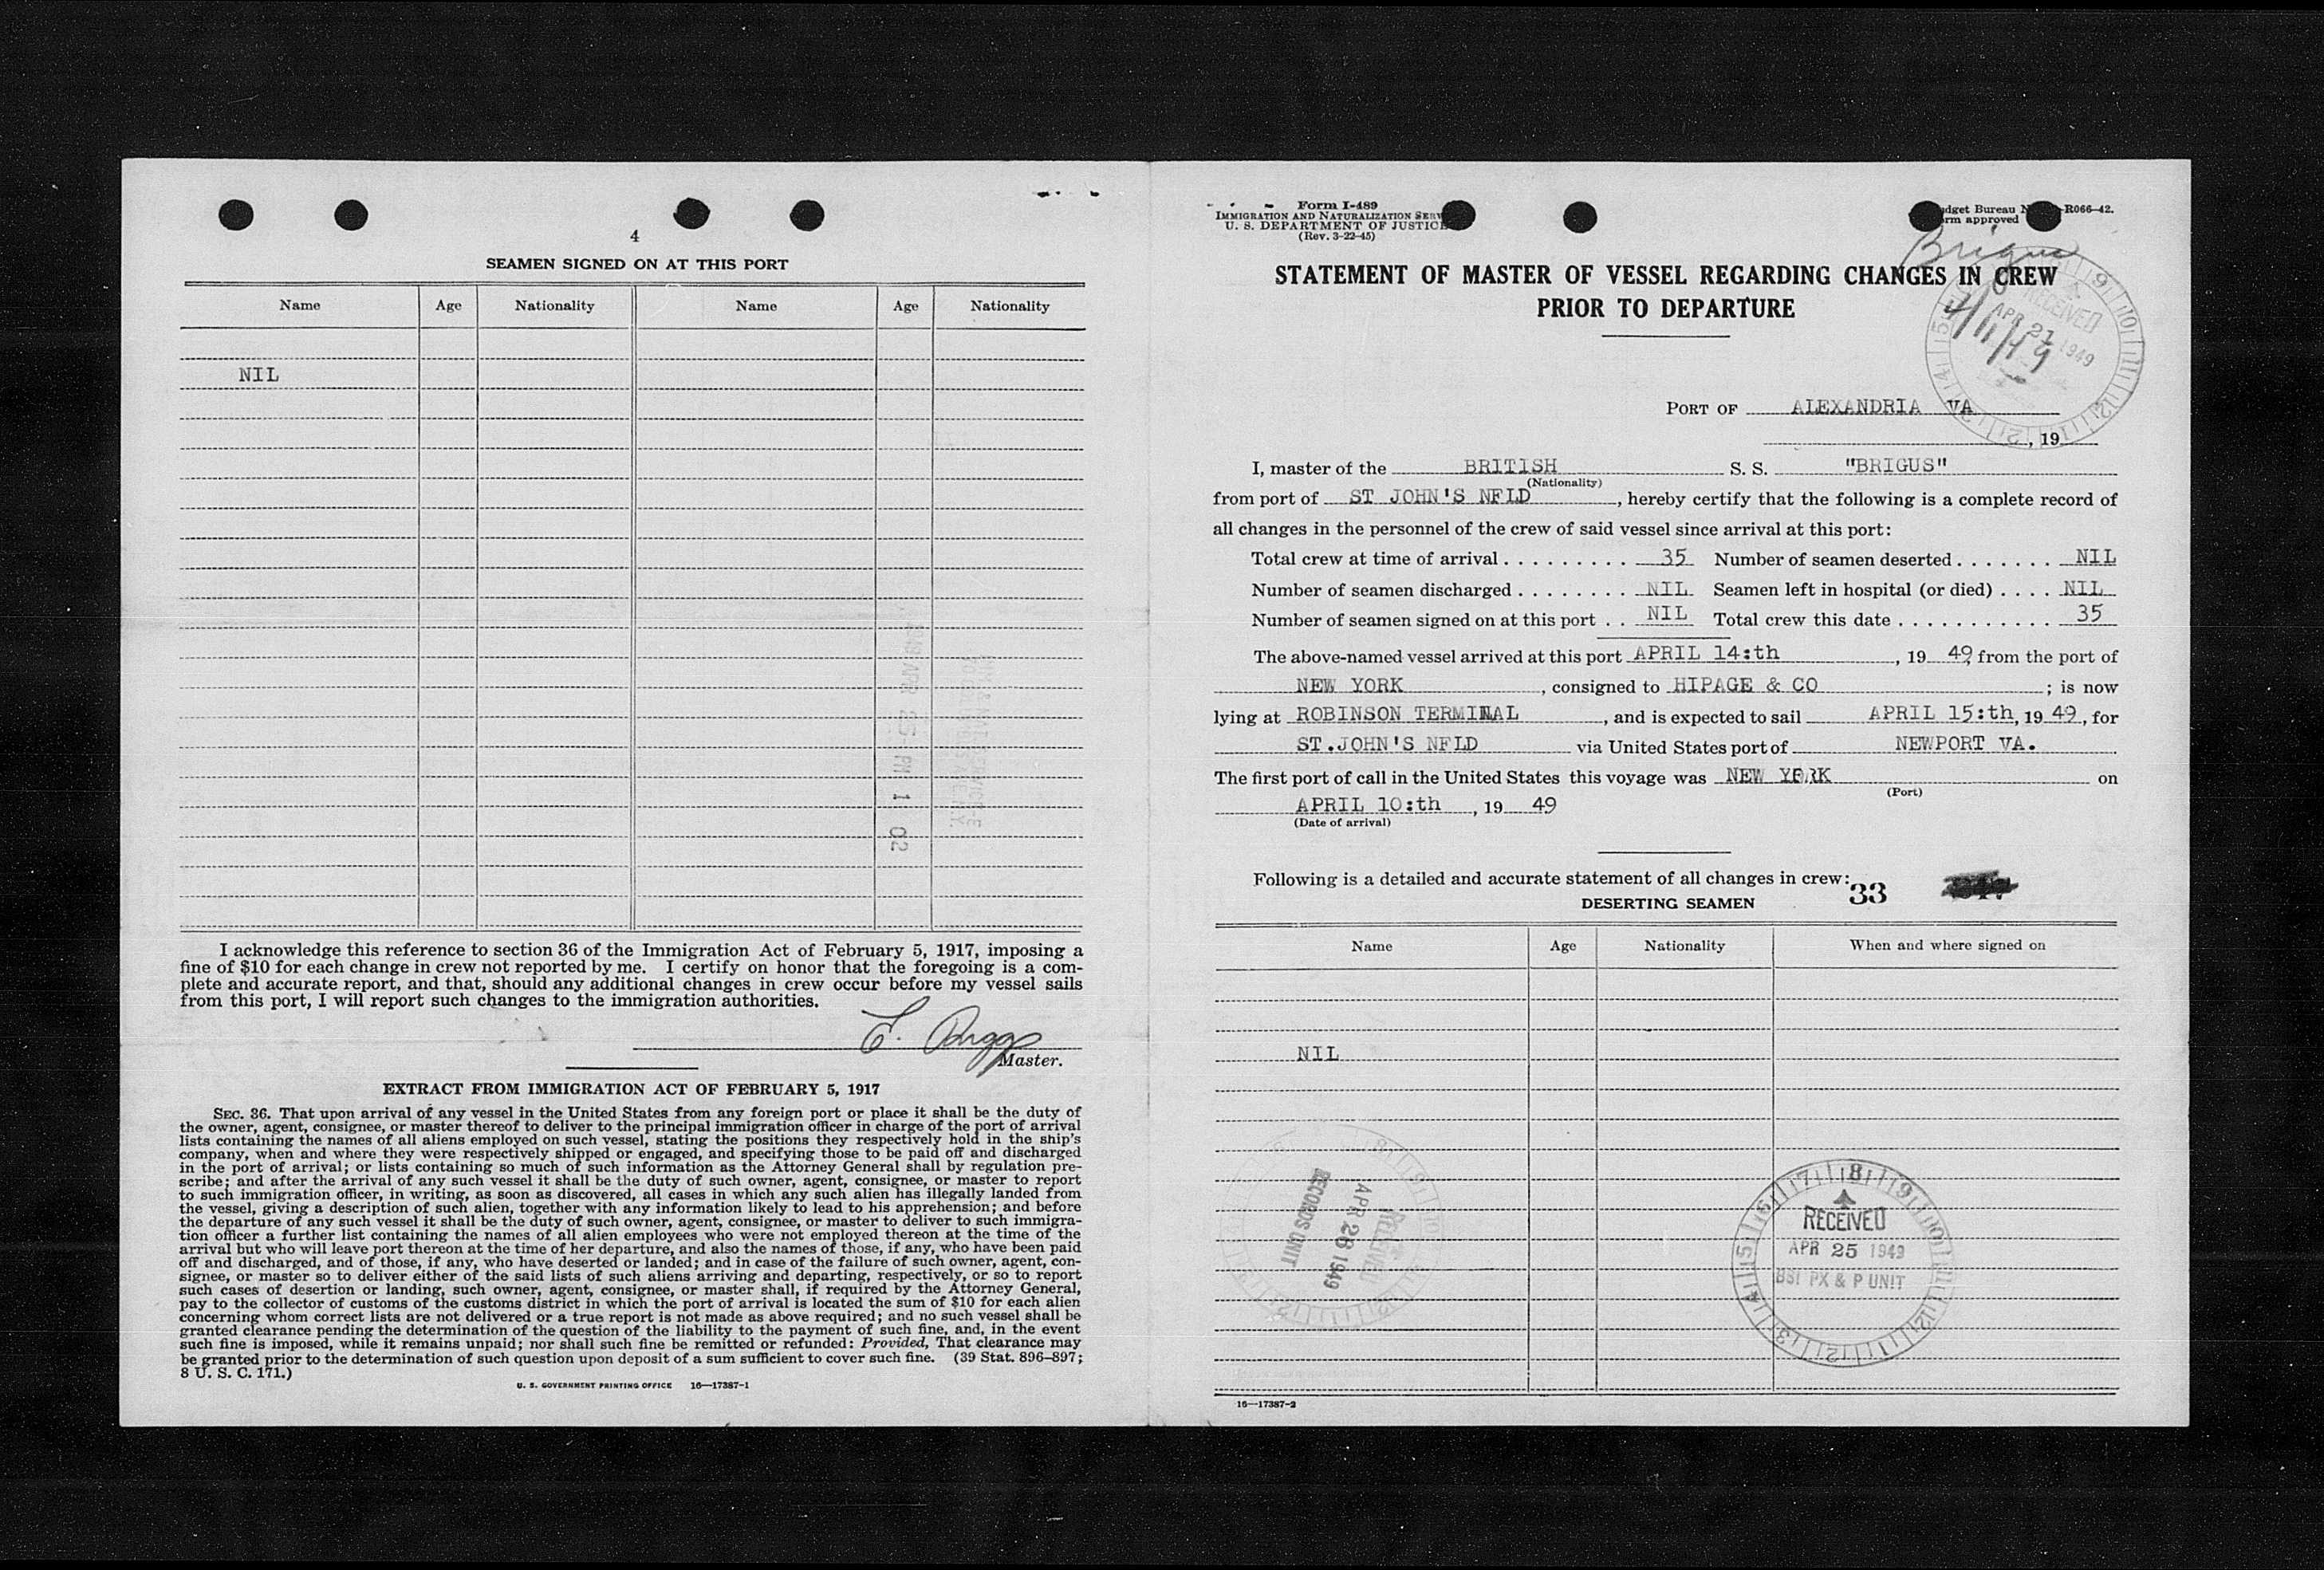 4
SEAMEN SIGNED ON AT THIS PORT
Name Age Nationality Name Age Nationality
NIL
1949 APR 25 PM 1 02
I acknowledge this reference to section 36 of the Immigration Act of February 5, 1917, imposing a
fine of $10 for each change in crew not reported by me. I certify on honor that the foregoing is a com-
plete and accurate report, and that, should any additional changes in crew occur before my vessel sails
from this port, I will report such changes to the immigration authorities.
Master.
EXTRACT FROM IMMIGRATION ACT OF FEBRUARY 5, 1917
SEC. 36. That upon arrival of any vessel in the United States from any foreign port or place it shall be the duty of
the owner, agent, consignee, or master thereof to deliver to the principal immigration officer in charge of the port of arrival
lists containing the names of all aliens employed on such vessel, stating the positions they respectively hold in the ship's
company, when and where they were respectively shipped or engaged, and specifying those to be paid off and discharged
in the port of arrival; or lists containing so much of such information as the Attorney General shall by regulation pre-
scribe; and after the arrival of any such vessel it shall be the duty of such owner, agent, consignee, or master to report
to such immigration officer, in writing, as soon as discovered, all cases in which any such alien has illegally landed from
the vessel, giving a description of such alien, together with any information likely to lead to his apprehension; and before
the departure of any such vessel it shall be the duty of such owner, agent, consignee, or master to deliver to such immigra-
tion officer a further list containing the names of all alien employees who were not employed thereon at the time of the
arrival but who will leave port thereon at the time of her departure, and also the names of those, if any, who have been paid
off and discharged, and of those, if any, who have deserted or landed; and in case of the failure of such owner, agent, con-
signee, or master so to deliver either of the said lists of such aliens arriving and departing, respectively, or so to report
such cases of desertion or landing, such owner, agent, consignee, or master shall, if required by the Attorney General,
pay to the collector of customs of the customs district in which the port of arrival is located the sum of $10 for each alien
concerning whom correct lists are not delivered or a true report is not made as above required; and no such vessel shall be
granted clearance pending the determination of the question of the liability to the payment of such fine, and, in the event
such fine is imposed, while it remains unpaid; nor shall such fine be remitted or refunded: Provided, That clearance may
be granted prior to the determination of such question upon deposit of a sum sufficient to cover such fine. (39 Stat. 896–897;
8 U. S. C. 171.)
U. S. GOVERNMENT PRINTING OFFICE 16—17387-1
Form I-489
IMMIGRATION AND NATURALIZATION SERV
U. S. DEPARTMENT OF JUSTICE
(Rev. 3-22-45)
Bureau R066-42.
approved
Brigus
STATEMENT OF MASTER OF VESSEL REGARDING CHANGES IN CREW
PRIOR TO DEPARTURE
RECEIVED
APR 21 1949
PORT OF ALEXANDRIA VA
, 19
I, master of the BRITISH S. S. "BRIGUS"
(Nationality)
from port of ST JOHN'S NFLD, hereby certify that the following is a complete record of
all changes in the personnel of the crew of said vessel since arrival at this port:
Total crew at time of arrival . . . . . . . . . 35 Number of seamen deserted . . . . . . . NIL
Number of seamen discharged . . . . . . . . NIL Seamen left in hospital (or died) . . . . NIL
Number of seamen signed on at this port . . NIL Total crew this date . . . . . . . . . . . 35
The above-named vessel arrived at this port APRIL 14:th, 19 49, from the port of
NEW YORK, consigned to HIPAGE & CO; is now
lying at ROBINSON TERMINAL, and is expected to sail APRIL 15:th, 19 49, for
ST.JOHN'S NFLD via United States port of NEWPORT VA.
The first port of call in the United States this voyage was NEW YORK on
(Port)
APRIL 10:th, 19 49
(Date of arrival)
Following is a detailed and accurate statement of all changes in crew:
33
DESERTING SEAMEN
Name Age Nationality When and where signed on
NIL
RECEIVED
APR 26 1949
RECORDS UNIT
RECEIVED
APR 25 1949
BSI PX & P UNIT
16—17387-2